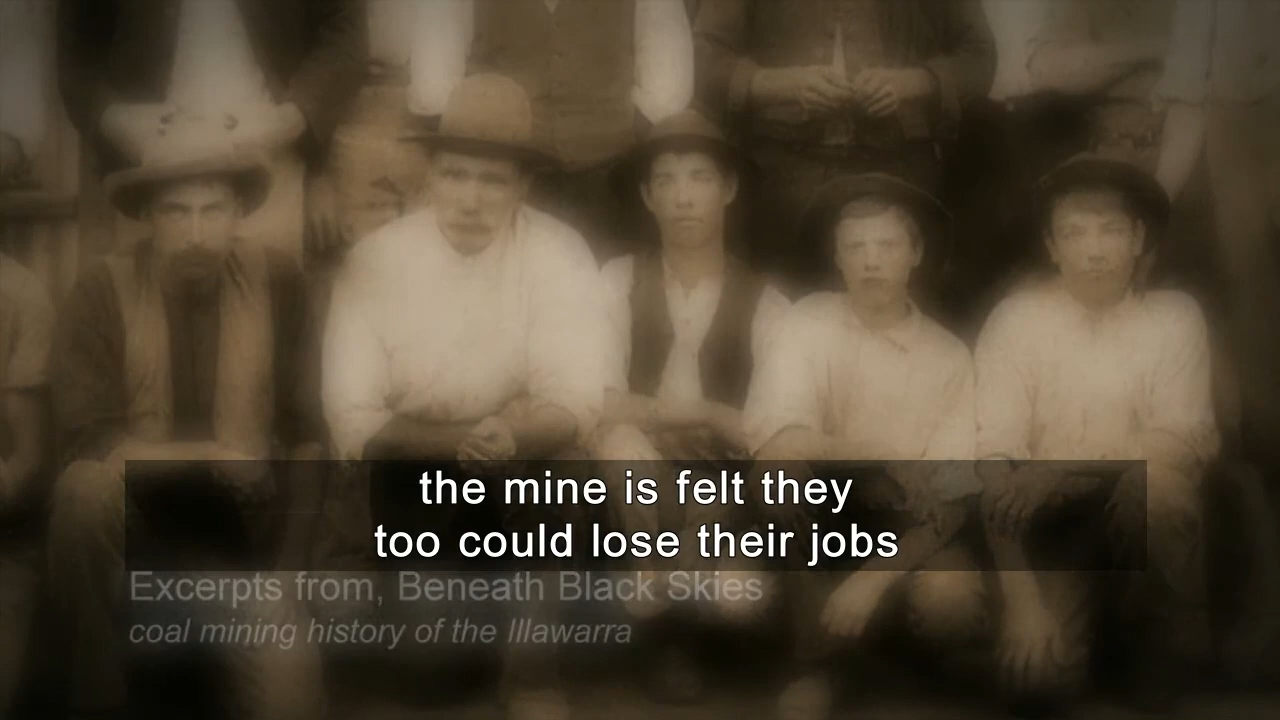 the mine is felt they
too could lose their jobs
Excerpts from, Beneath Black Skies
coal mining history of the Illawarra